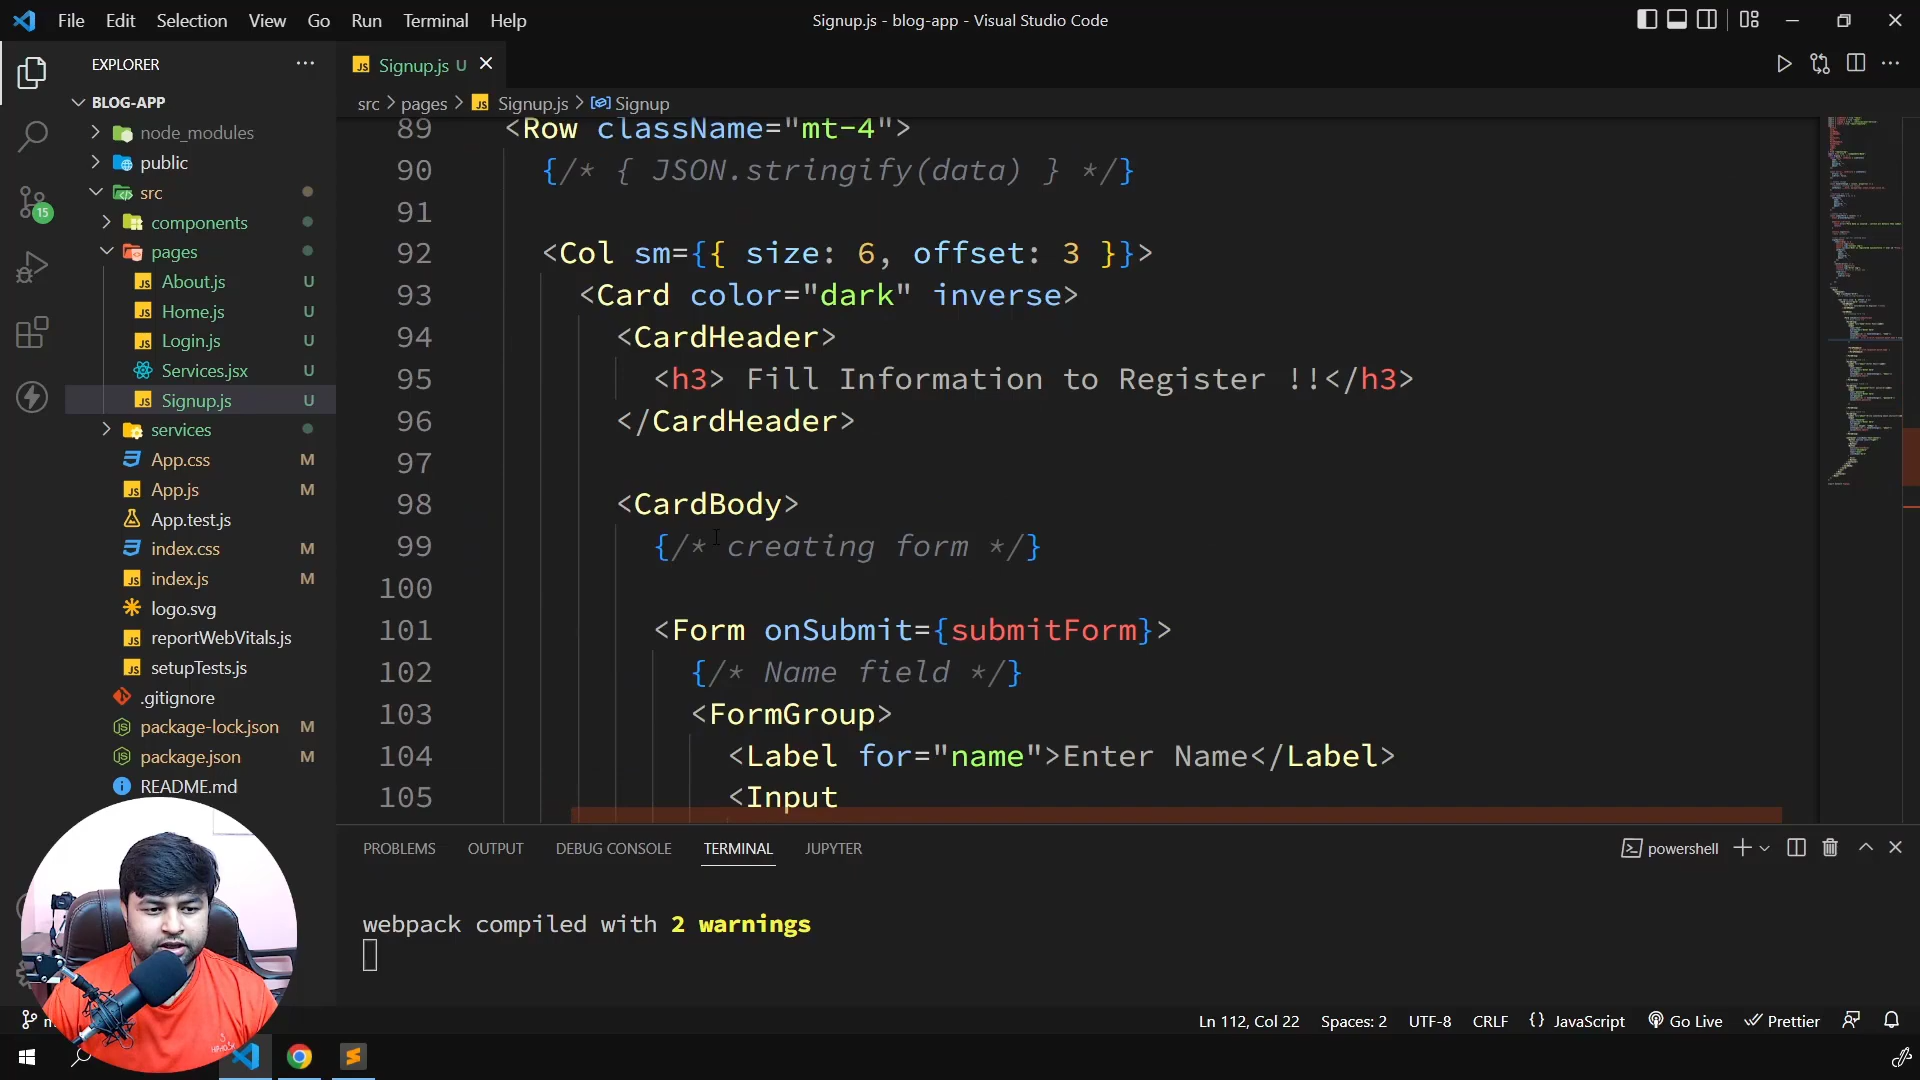 File Edit Selection View Go Run Terminal Help
Signup.js - blog-app - Visual Studio Code
EXPLORER
Signup.js U
BLOG-APP
src > pages > JS Signup.js > Signup
node_modules
public
src
components
pages
About.js U
Home.js U
Login.js U
Services.jsx U
Signup.js U
services
App.css M
App.js M
App.test.js
index.css M
index.js M
logo.svg
reportWebVitals.js
setupTests.js
.gitignore
package-lock.json M
package.json M
README.md
15
89 <Row className="mt-4">
90 {/* { JSON.stringify(data) } */}
91
92 <Col sm={{ size: 6, offset: 3 }}>
93 <Card color="dark" inverse>
94 <CardHeader>
95 <h3> Fill Information to Register !!</h3>
96 </CardHeader>
97
98 <CardBody>
99 {/* creating form */}
100
101 <Form onSubmit={submitForm}>
102 {/* Name field */}
103 <FormGroup>
104 <Label for="name">Enter Name</Label>
105 <Input
PROBLEMS OUTPUT DEBUG CONSOLE TERMINAL JUPYTER
powershell
webpack compiled with 2 warnings
Ln 112, Col 22 Spaces: 2 UTF-8 CRLF {} JavaScript Go Live Prettier